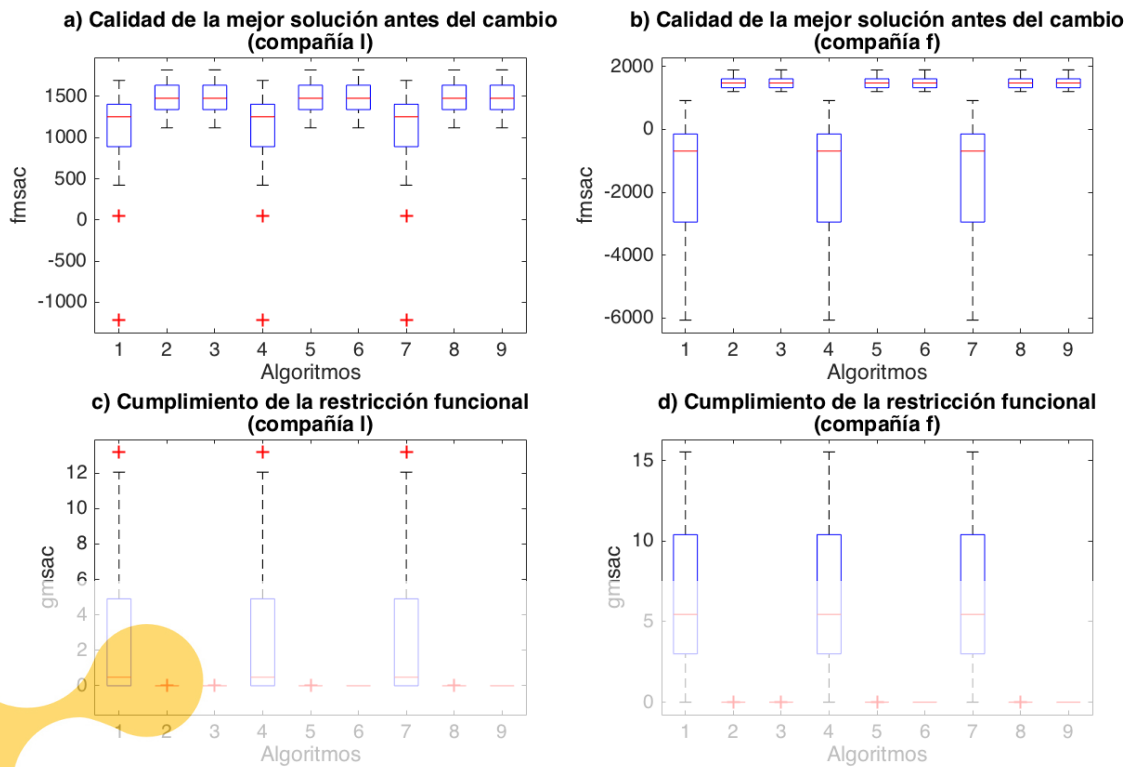 a) Calidad de la mejor solución antes del cambio
(compañía l)
fmsac
1500
1000
500
0
-500
-1000
1 2 3 4 5 6 7 8 9
Algoritmos
b) Calidad de la mejor solución antes del cambio
(compañía f)
fmsac
2000
0
-2000
-4000
-6000
1 2 3 4 5 6 7 8 9
Algoritmos
c) Cumplimiento de la restricción funcional
(compañía l)
gmsac
12
10
8
6
4
2
0
1 2 3 4 5 6 7 8 9
Algoritmos
d) Cumplimiento de la restricción funcional
(compañía f)
gmsac
15
10
5
0
1 2 3 4 5 6 7 8 9
Algoritmos